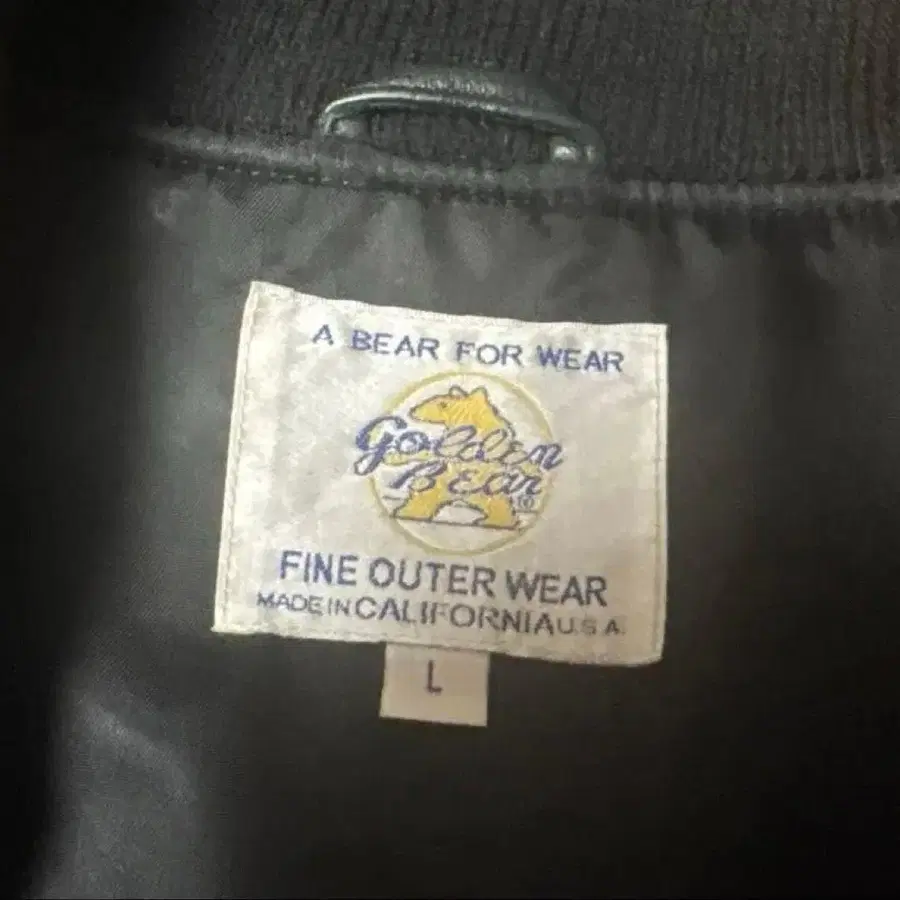 A BEAR FOR WEAR
Golden
Bear®
FINE OUTER WEAR
MADE IN CALIFORNIA U.S.A.
L